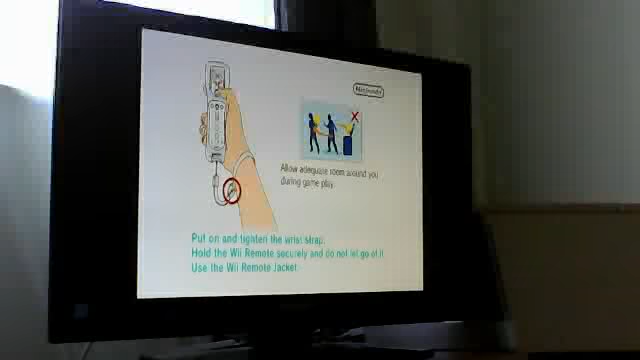 Nintendo
Allow adequate room around you
during game play.
Put on and tighten the wrist strap.
Hold the Wii Remote securely and do not let go of it.
Use the Wii Remote Jacket.